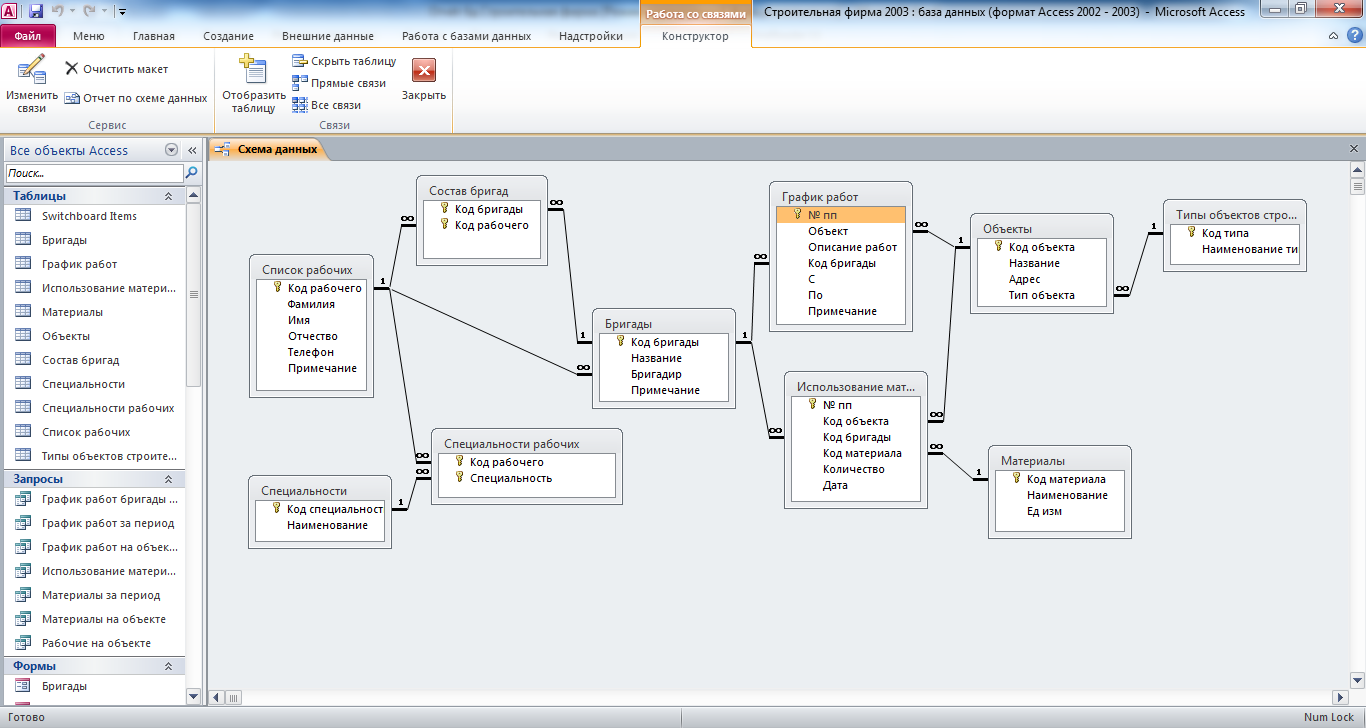 Работа со связями
Строительная фирма 2003 : база данных (формат Access 2002 - 2003) - Microsoft Access
Файл Меню Главная Создание Внешние данные Работа с базами данных Надстройки Конструктор
Изменить связи
Очистить макет
Отчет по схеме данных
Сервис
Отобразить таблицу
Скрыть таблицу
Прямые связи
Все связи
Связи
Закрыть
Все объекты Access
Поиск...
Таблицы
Switchboard Items
Бригады
График работ
Использование матери...
Материалы
Объекты
Состав бригад
Специальности
Специальности рабочих
Список рабочих
Типы объектов строите...
Запросы
График работ бригады ...
График работ за период
График работ на объек...
Использование матери...
Материалы за период
Материалы на объекте
Рабочие на объекте
Формы
Бригады
Схема данных
Состав бригад
Код бригады
Код рабочего
Список рабочих
Код рабочего
Фамилия
Имя
Отчество
Телефон
Примечание
Специальности
Код специальност
Наименование
Специальности рабочих
Код рабочего
Специальность
Бригады
Код бригады
Название
Бригадир
Примечание
График работ
№ пп
Объект
Описание работ
Код бригады
С
По
Примечание
Использование мат...
№ пп
Код объекта
Код бригады
Код материала
Количество
Дата
Объекты
Код объекта
Название
Адрес
Тип объекта
Типы объектов стро...
Код типа
Наименование ти
Материалы
Код материала
Наименование
Ед изм
1 ∞
1 ∞
1 ∞
1 ∞
∞ 1
1 ∞
∞
∞ 1
∞
∞ 1
∞ 1
Готово
Num Lock